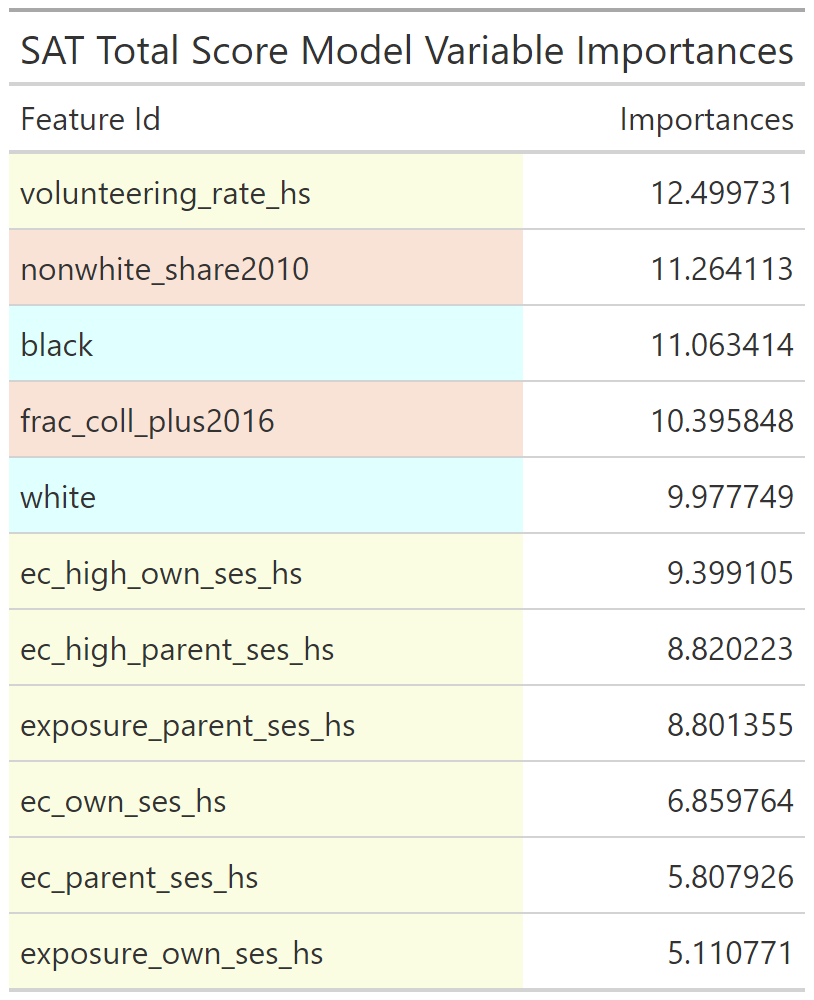 SAT Total Score Model Variable Importances
Feature Id Importances
volunteering_rate_hs 12.499731
nonwhite_share2010 11.264113
black 11.063414
frac_coll_plus2016 10.395848
white 9.977749
ec_high_own_ses_hs 9.399105
ec_high_parent_ses_hs 8.820223
exposure_parent_ses_hs 8.801355
ec_own_ses_hs 6.859764
ec_parent_ses_hs 5.807926
exposure_own_ses_hs 5.110771